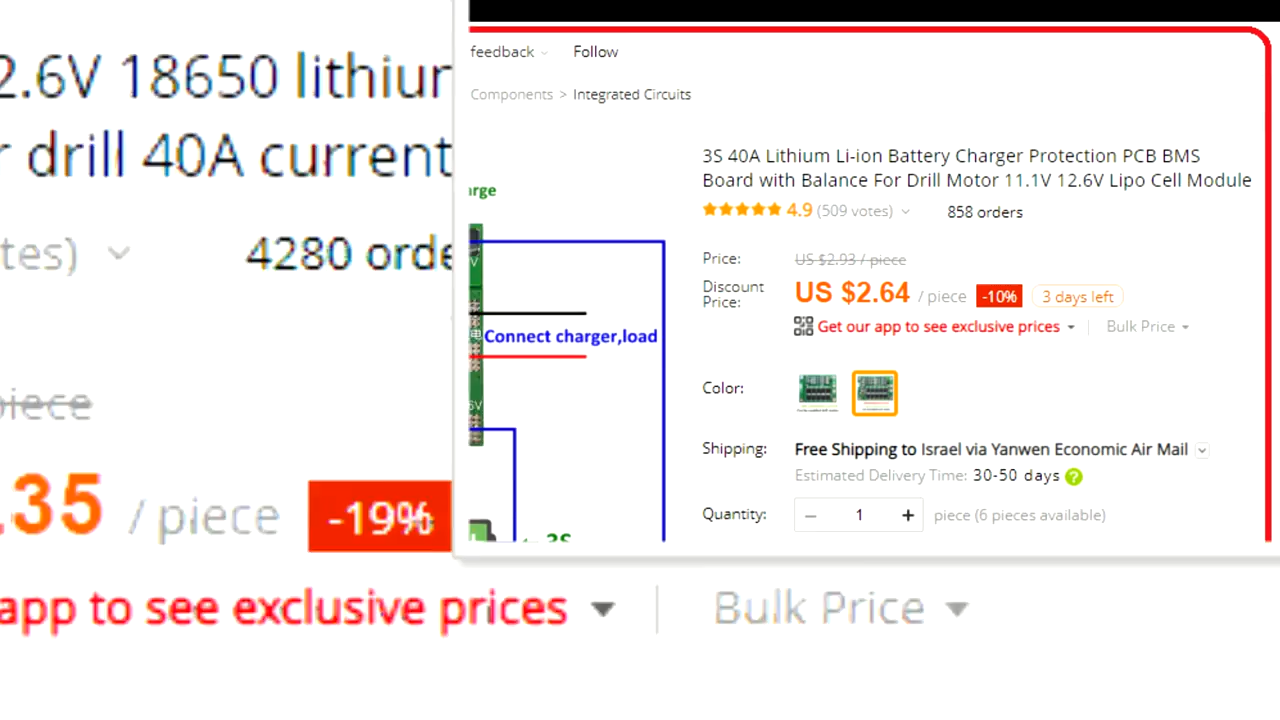 2.6V 18650 lithiur
r drill 40A current
tes)
4280 orde
piece
.35 / piece -19%
app to see exclusive prices
Bulk Price
feedback
Follow
Components > Integrated Circuits
3S 40A Lithium Li-ion Battery Charger Protection PCB BMS
Board with Balance For Drill Motor 11.1V 12.6V Lipo Cell Module
4.9 (509 votes)
858 orders
Price: US $2.93 / piece
Discount
Price:
US $2.64 / piece -10% 3 days left
Get our app to see exclusive prices
Bulk Price
Color:
Shipping: Free Shipping to Israel via Yanwen Economic Air Mail
Estimated Delivery Time: 30-50 days ?
Quantity: − 1 + piece (6 pieces available)
arge
Connect charger,load
3S